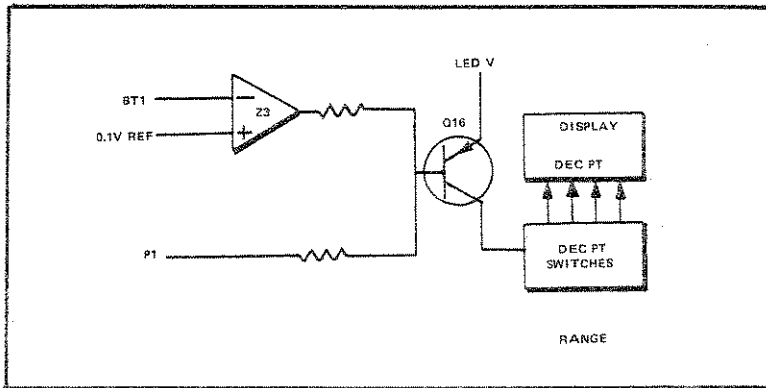 LED V
BT1
Z3
0.1V REF
Q16
DISPLAY
DEC PT
P1
DEC PT
SWITCHES
RANGE